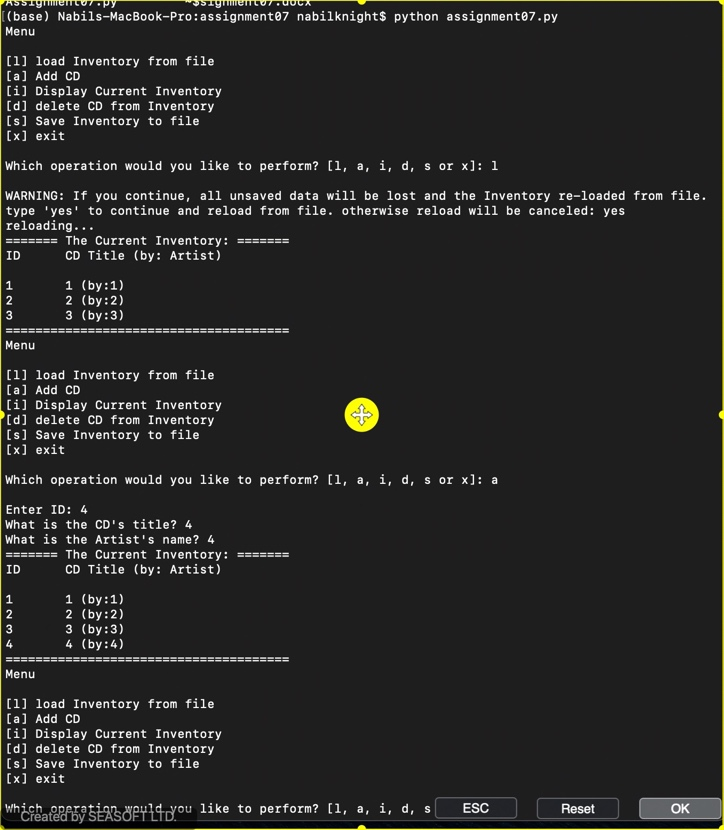 Assignment07.py ~$signment07.docx
(base) Nabils-MacBook-Pro:assignment07 nabilknight$ python assignment07.py
Menu
[l] load Inventory from file
[a] Add CD
[i] Display Current Inventory
[d] delete CD from Inventory
[s] Save Inventory to file
[x] exit
Which operation would you like to perform? [l, a, i, d, s or x]: l
WARNING: If you continue, all unsaved data will be lost and the Inventory re-loaded from file.
type 'yes' to continue and reload from file. otherwise reload will be canceled: yes
reloading...
======= The Current Inventory: =======
ID CD Title (by: Artist)
1 1 (by:1)
2 2 (by:2)
3 3 (by:3)
======================================
Menu
[l] load Inventory from file
[a] Add CD
[i] Display Current Inventory
[d] delete CD from Inventory
[s] Save Inventory to file
[x] exit
Which operation would you like to perform? [l, a, i, d, s or x]: a
Enter ID: 4
What is the CD's title? 4
What is the Artist's name? 4
======= The Current Inventory: =======
ID CD Title (by: Artist)
1 1 (by:1)
2 2 (by:2)
3 3 (by:3)
4 4 (by:4)
======================================
Menu
[l] load Inventory from file
[a] Add CD
[i] Display Current Inventory
[d] delete CD from Inventory
[s] Save Inventory to file
[x] exit
Which operation would you like to perform? [l, a, i, d, s
ESC Reset OK
Created by SEASOFT LTD.